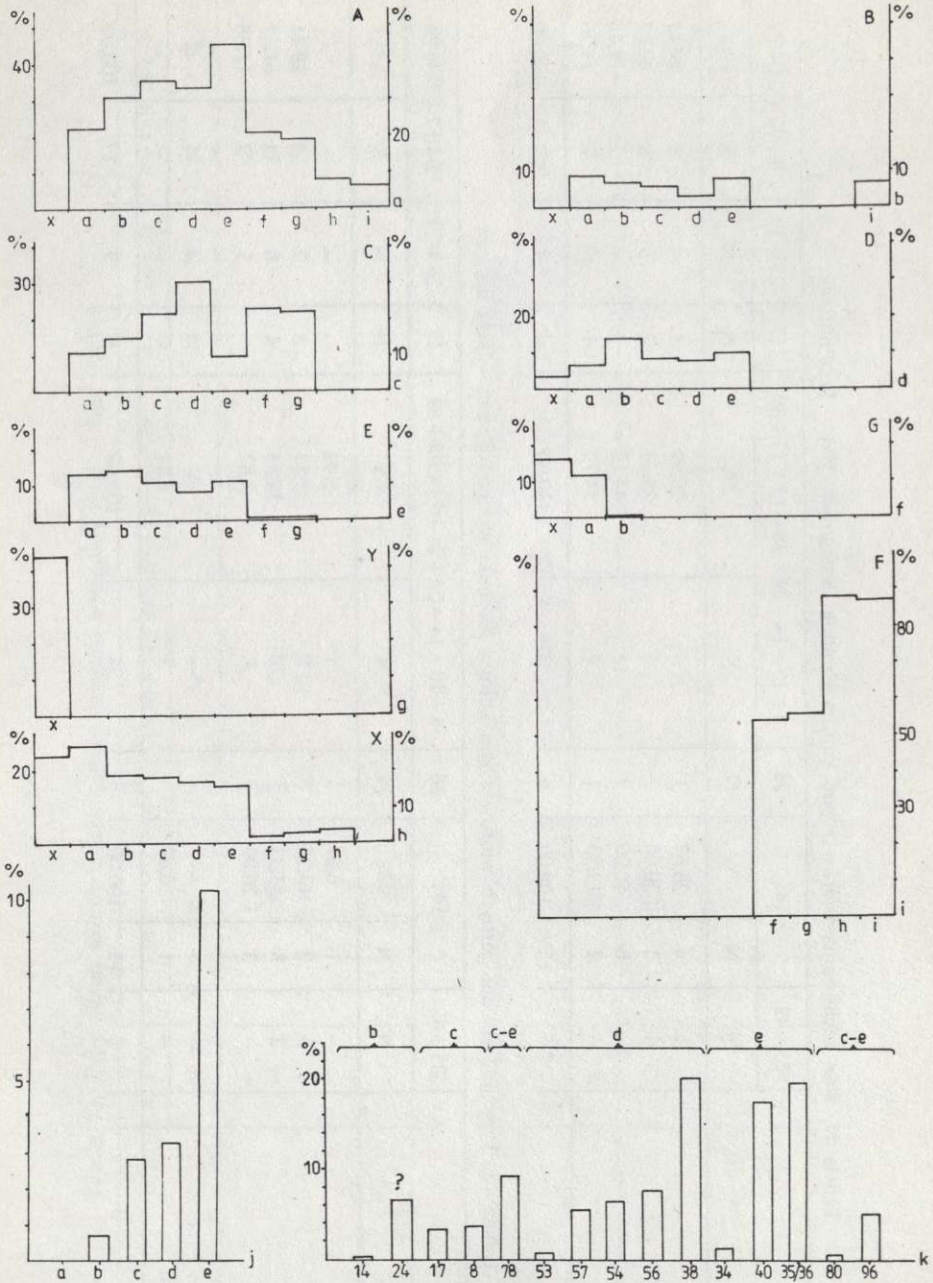 % A %
40
20
a
x a b c d e f g h i
% B %
10 10
b
x a b c d e i
% C %
30
10
c
a b c d e f g
% D %
20
d
x a b c d e
% E %
10
e
a b c d e f g
% G %
10
f
x a b
% Y %
30
g
x
% F %
80
50
30
i
f g h i
% X %
20
10
h
x a b c d e f g h
%
10
5
j
a b c d e
b c c-e d e c-e
%
20
10
?
k
14 24 17 8 78 53 57 54 56 38 34 40 35/36 80 96